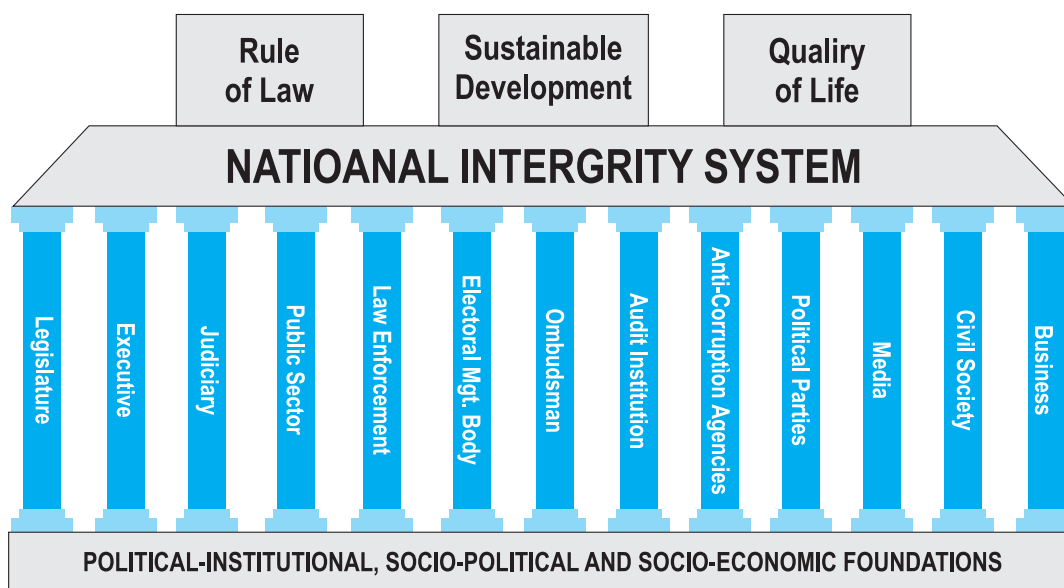 Rule
of Law
Sustainable
Development
Qualiry
of Life
NATIOANAL INTERGRITY SYSTEM
Legislature
Executive
Judiciary
Public Sector
Law Enforcement
Electoral Mgt. Body
Ombudsman
Audit Institution
Anti-Corruption Agencies
Political Parties
Media
Civil Society
Business
POLITICAL-INSTITUTIONAL, SOCIO-POLITICAL AND SOCIO-ECONOMIC FOUNDATIONS